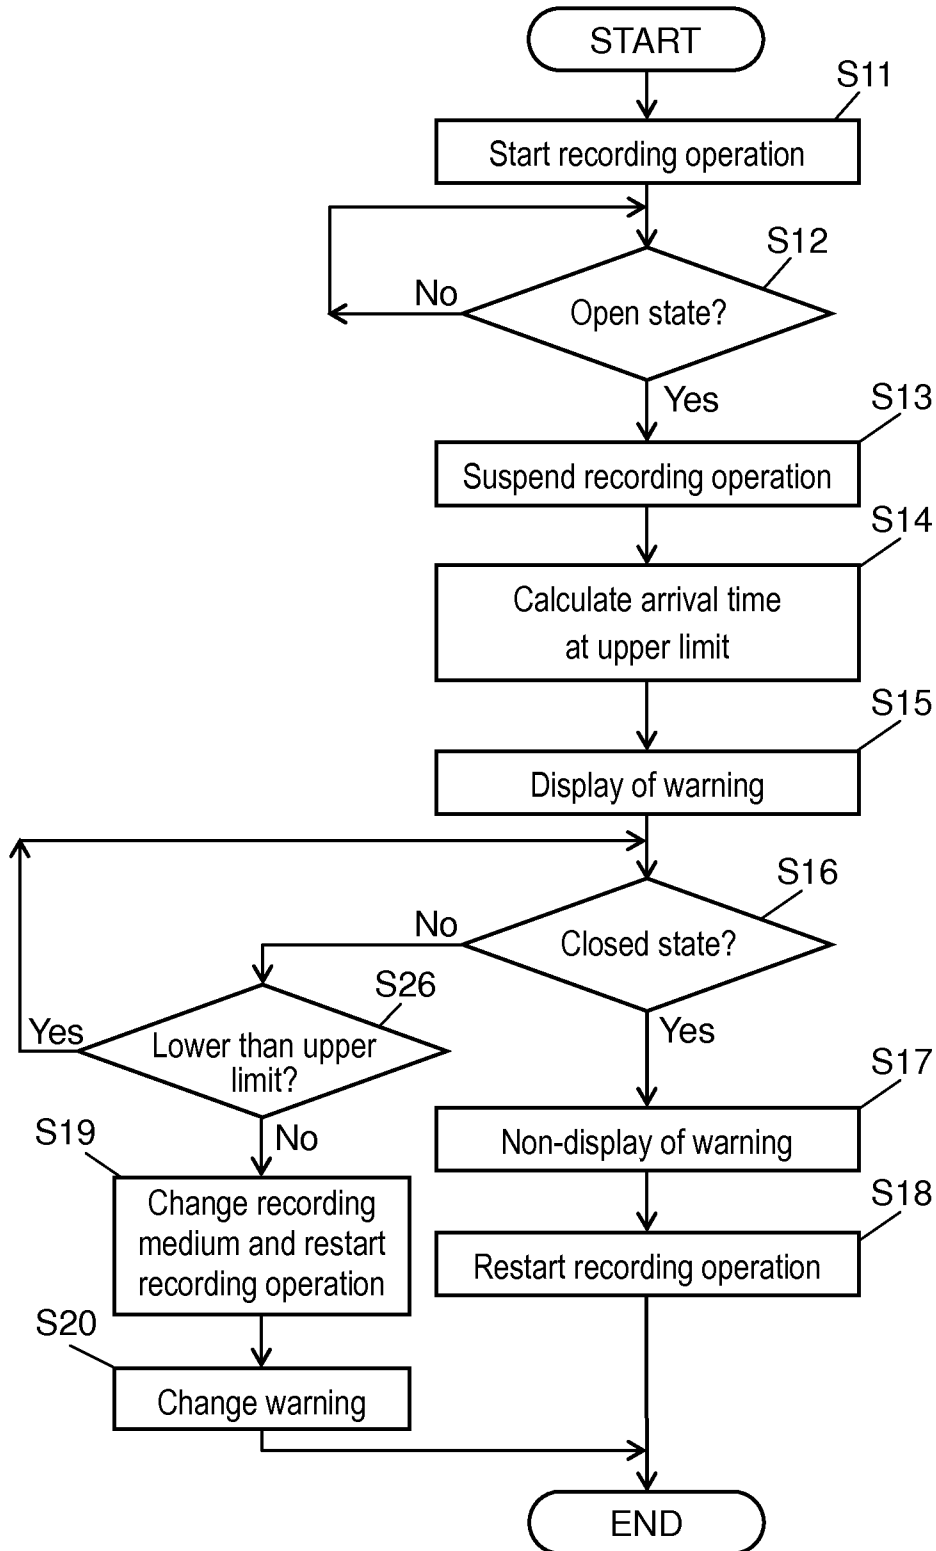 START
S11
Start recording operation
S12
No
Open state?
Yes
S13
Suspend recording operation
S14
Calculate arrival time
at upper limit
S15
Display of warning
S16
No
Closed state?
S26
Yes
Lower than upper
limit?
Yes
S17
Non-display of warning
S19
No
Change recording
medium and restart
recording operation
S18
Restart recording operation
S20
Change warning
END